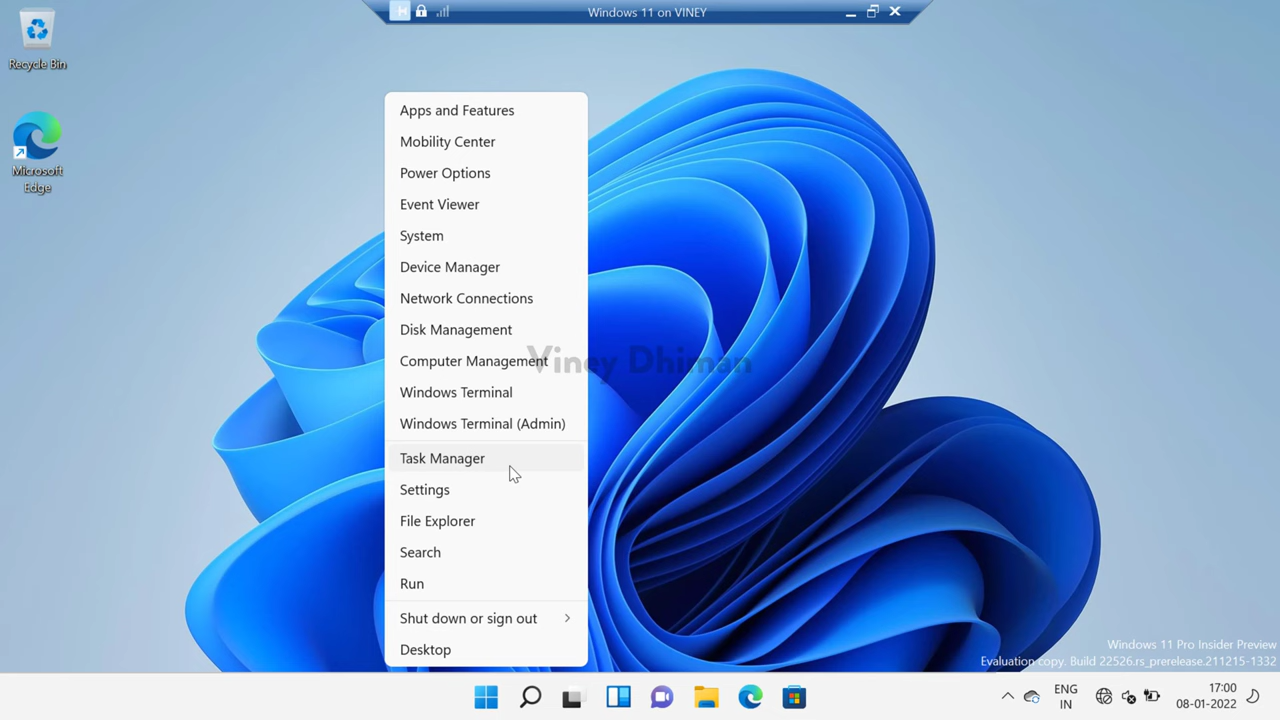 Windows 11 on VINEY
Recycle Bin
Microsoft
Edge
Apps and Features
Mobility Center
Power Options
Event Viewer
System
Device Manager
Network Connections
Disk Management
Computer Management
Windows Terminal
Windows Terminal (Admin)
Task Manager
Settings
File Explorer
Search
Run
Shut down or sign out
Desktop
Viney Dhiman
Windows 11 Pro Insider Preview
Evaluation copy. Build 22526.rs_prerelease.211215-1332
ENG
IN
17:00
08-01-2022